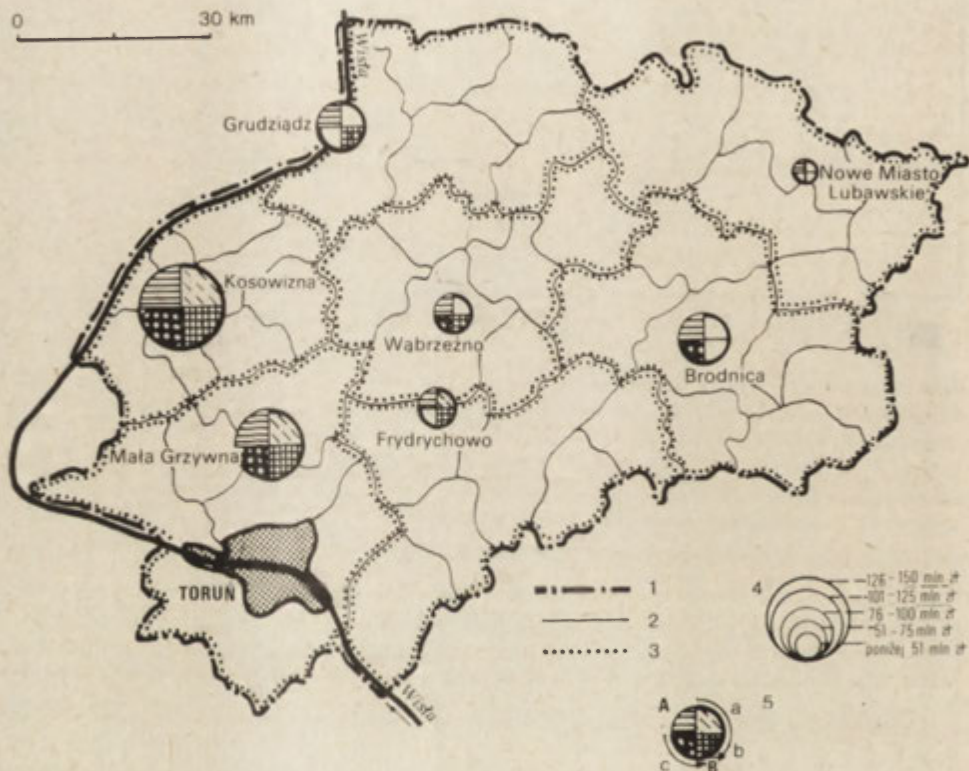 0 30 km
Wisła
Grudziądz
Nowe Miasto
Lubawskie
Kosowizna
Wąbrzeźno
Brodnica
Frydrychowo
Mała Grzywna
TORUŃ
Wisła
1
2
3
4
126 - 150 mln zł
101 - 125 mln zł
76 - 100 mln zł
51 - 75 mln zł
poniżej 51 mln zł
A a 5
b
c B